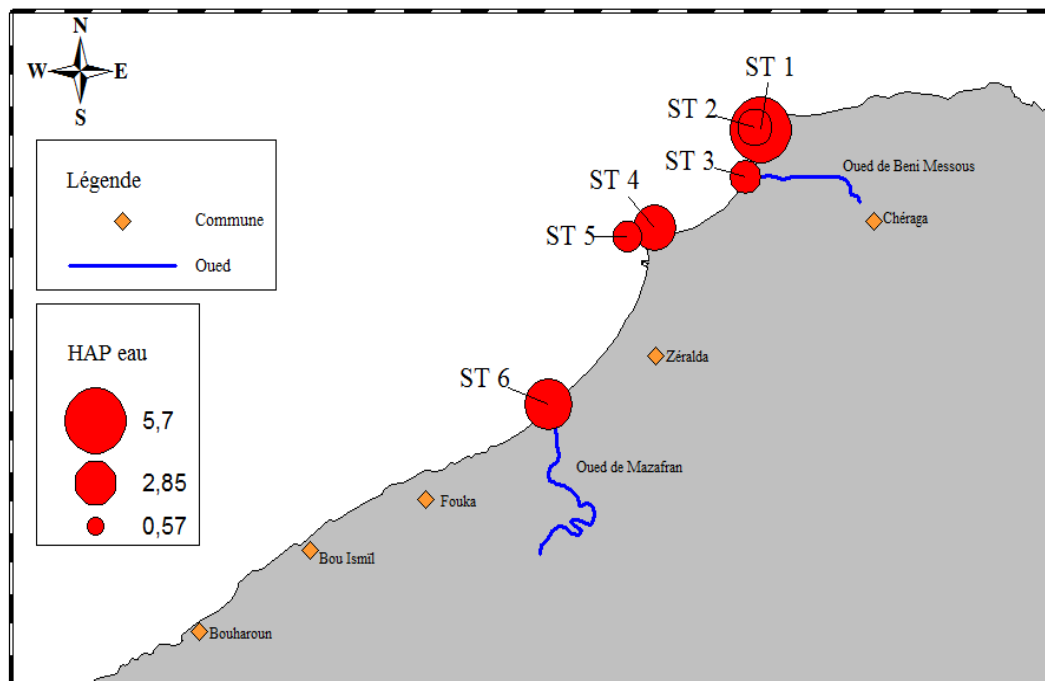 N
W E
S
ST 1
ST 2
ST 3
Oued de Beni Messous
Légende
ST 4
Commune
Chéraga
ST 5
Oued
HAP eau
Zéralda
ST 6
5,7
Oued de Mazafran
2,85
Fouka
0,57
Bou Ismïl
Bouharoun